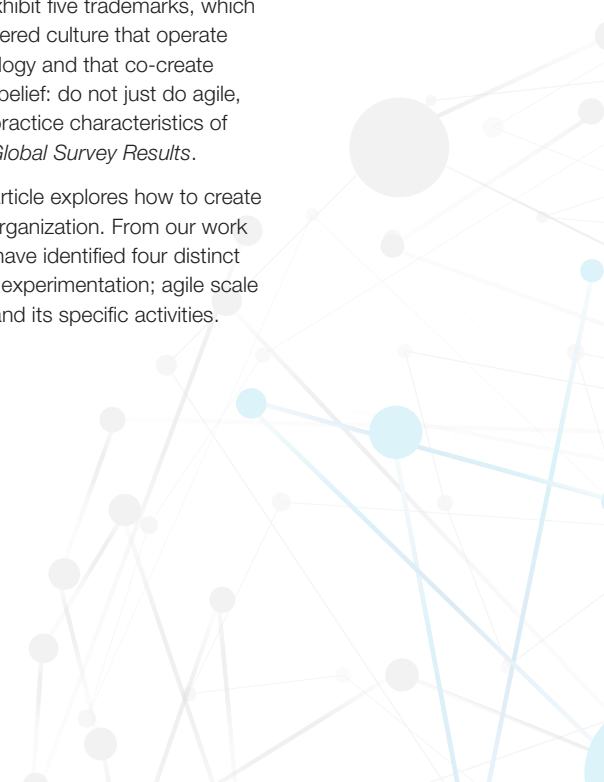 xhibit five trademarks, which
ered culture that operate
logy and that co-create
belief: do not just do agile,
ractice characteristics of
Global Survey Results.
rticle explores how to create
rganization. From our work
have identified four distinct
experimentation; agile scale
nd its specific activities.